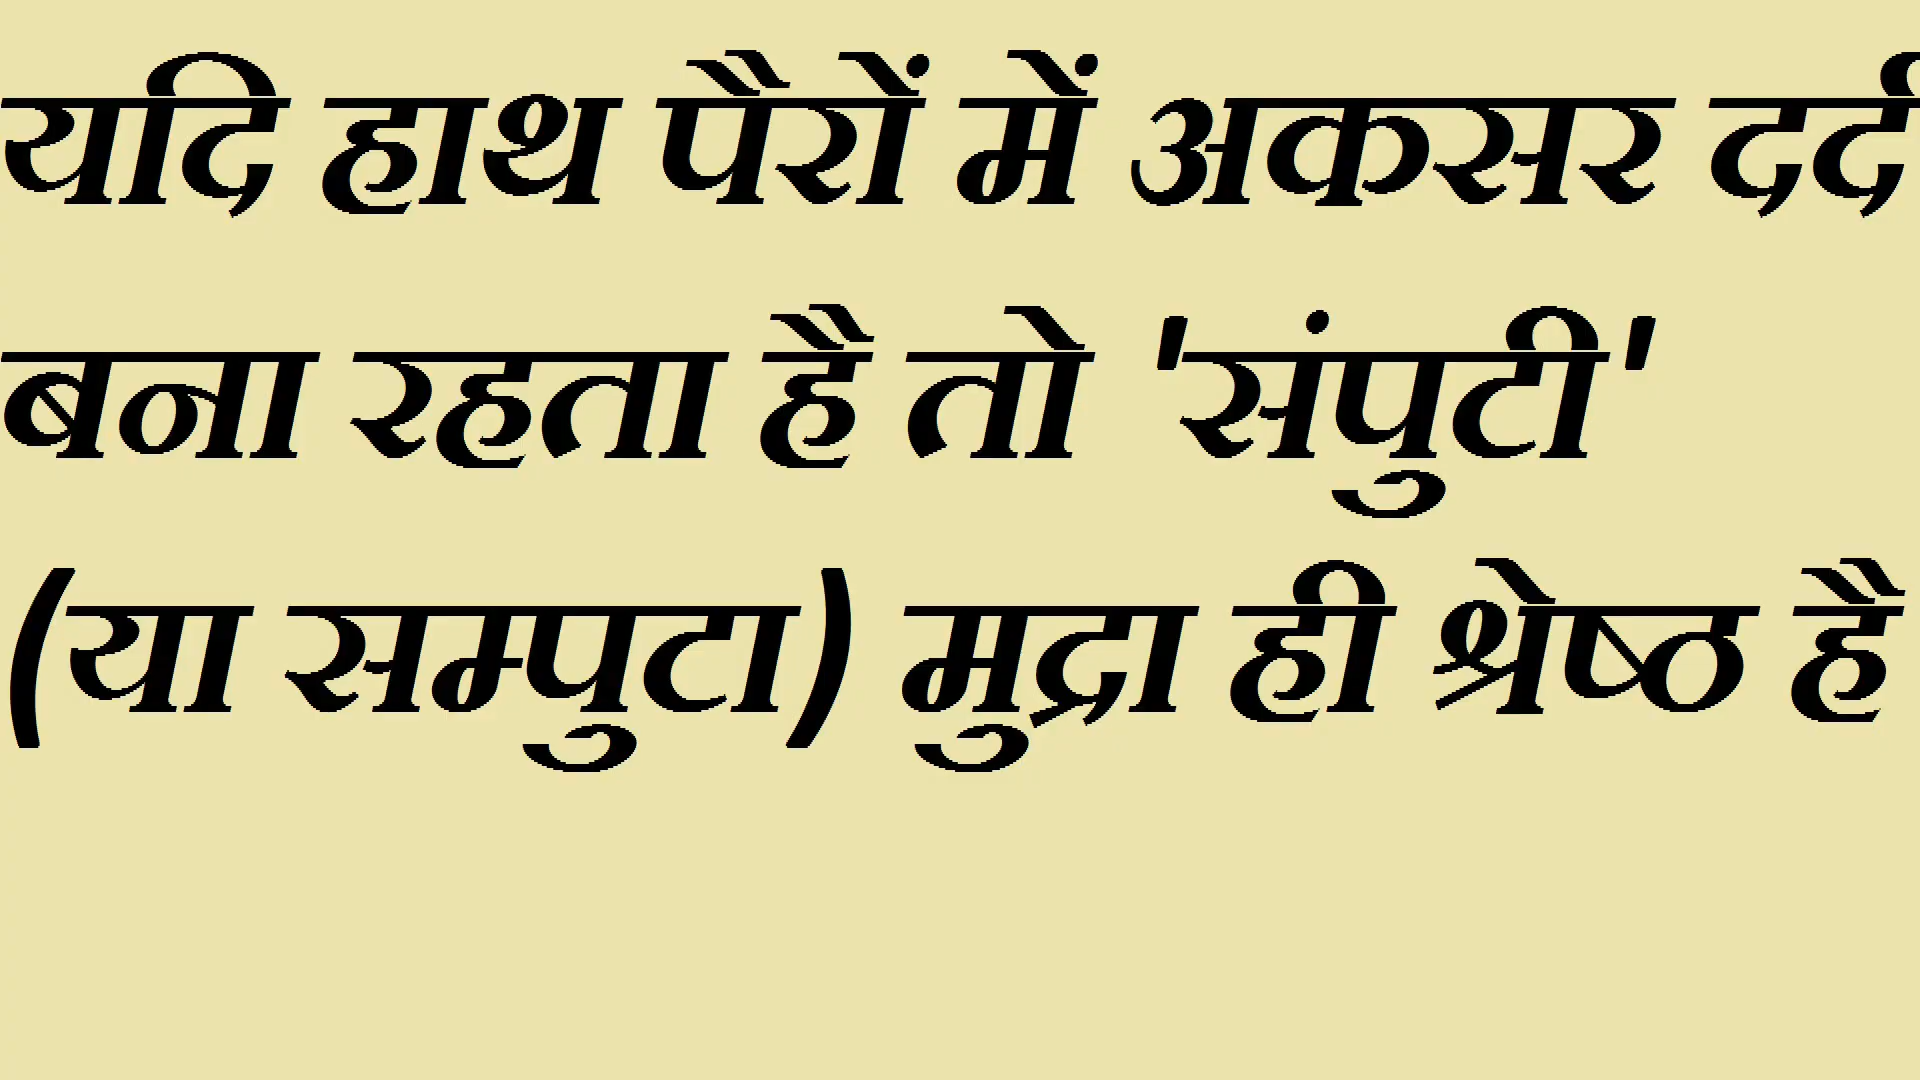 यदि हाथ पैरों में अकसर दर्द
बना रहता है तो 'संपुटी'
(या सम्पुटा) मुद्रा ही श्रेष्ठ है